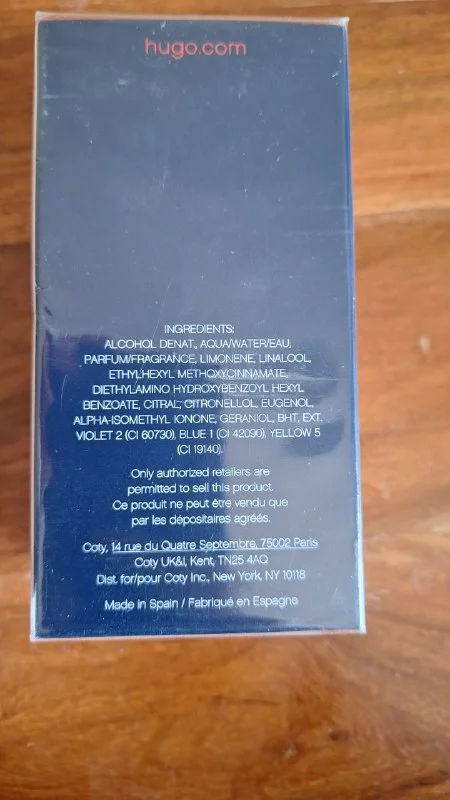 hugo.com
INGREDIENTS:
ALCOHOL DENAT., AQUA/WATER/EAU,
PARFUM/FRAGRANCE, LIMONENE, LINALOOL,
ETHYLHEXYL METHOXYCINNAMATE,
DIETHYLAMINO HYDROXYBENZOYL HEXYL
BENZOATE, CITRAL, CITRONELLOL, EUGENOL,
ALPHA-ISOMETHYL IONONE, GERANIOL, BHT, EXT.
VIOLET 2 (CI 60730), BLUE 1 (CI 42090), YELLOW 5
(CI 19140).
Only authorized retailers are
permitted to sell this product.
Ce produit ne peut être vendu que
par les dépositaires agréés.
Coty, 14 rue du Quatre Septembre, 75002 Paris
Coty UK&I, Kent, TN25 4AQ
Dist. for/pour Coty Inc., New York, NY 10118
Made in Spain / Fabriqué en Espagne